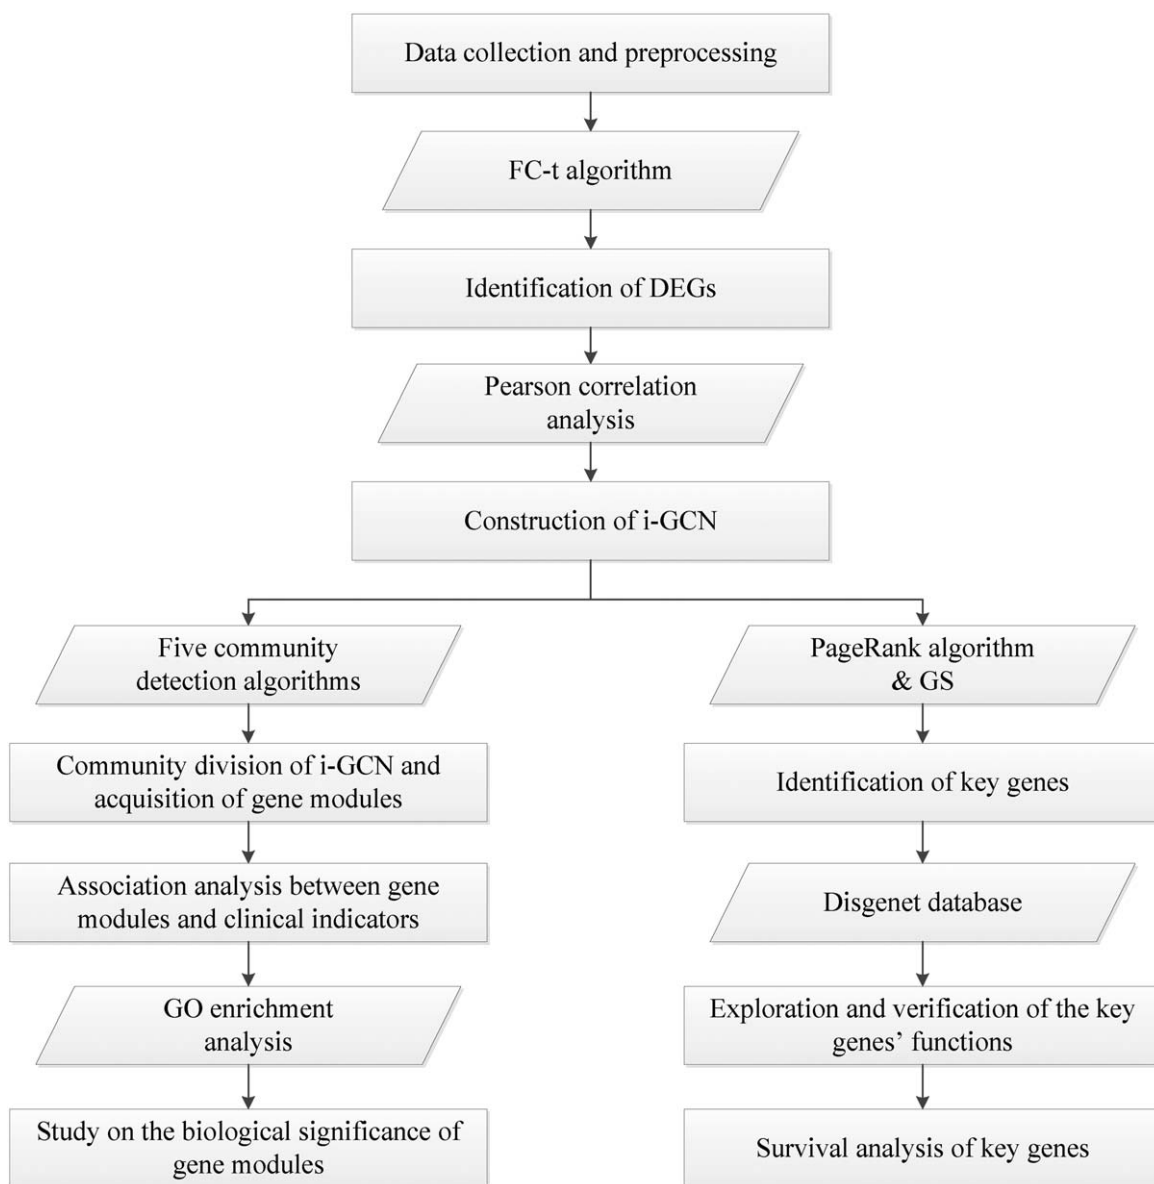 Data collection and preprocessing
FC-t algorithm
Identification of DEGs
Pearson correlation
analysis
Construction of i-GCN
Five community
detection algorithms
Community division of i-GCN and
acquisition of gene modules
Association analysis between gene
modules and clinical indicators
GO enrichment
analysis
Study on the biological significance of
gene modules
PageRank algorithm
& GS
Identification of key genes
Disgenet database
Exploration and verification of the key
genes’ functions
Survival analysis of key genes